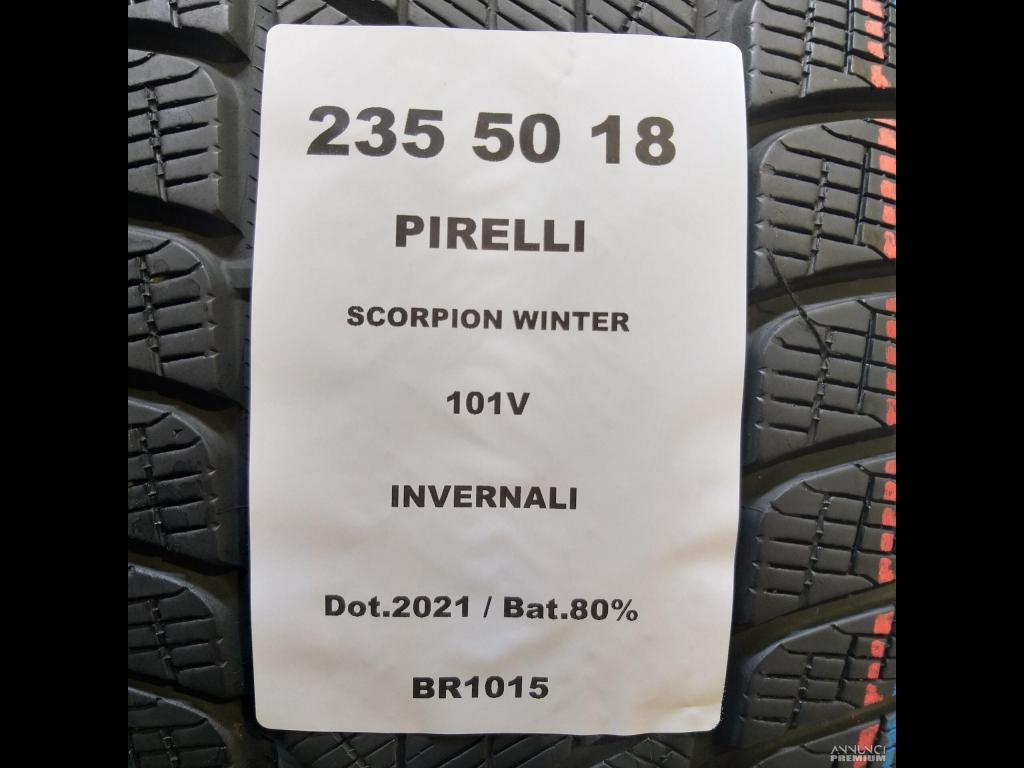 235 50 18
PIRELLI
SCORPION WINTER
101V
INVERNALI
Dot.2021 / Bat.80%
BR1015
ANNUNCI
PREMIUM